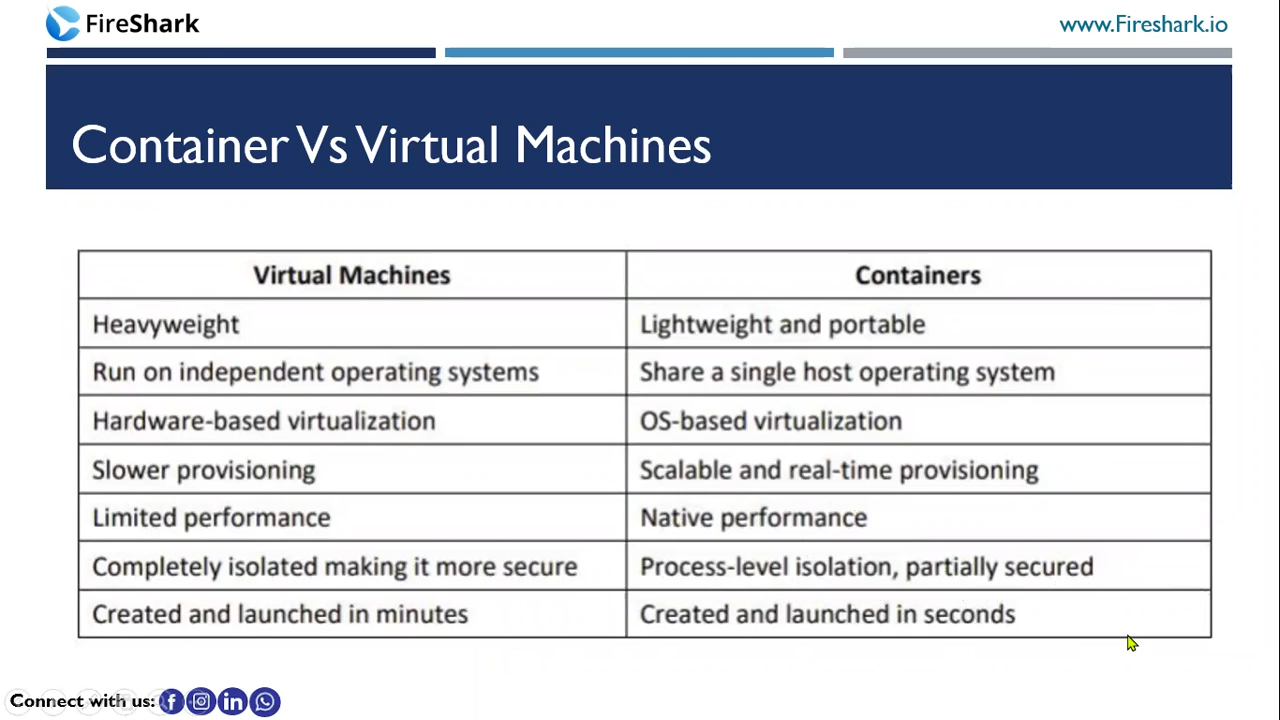 FireShark
www.Fireshark.io
Container Vs Virtual Machines
Virtual Machines Containers
Heavyweight Lightweight and portable
Run on independent operating systems Share a single host operating system
Hardware-based virtualization OS-based virtualization
Slower provisioning Scalable and real-time provisioning
Limited performance Native performance
Completely isolated making it more secure Process-level isolation, partially secured
Created and launched in minutes Created and launched in seconds
Connect with us: